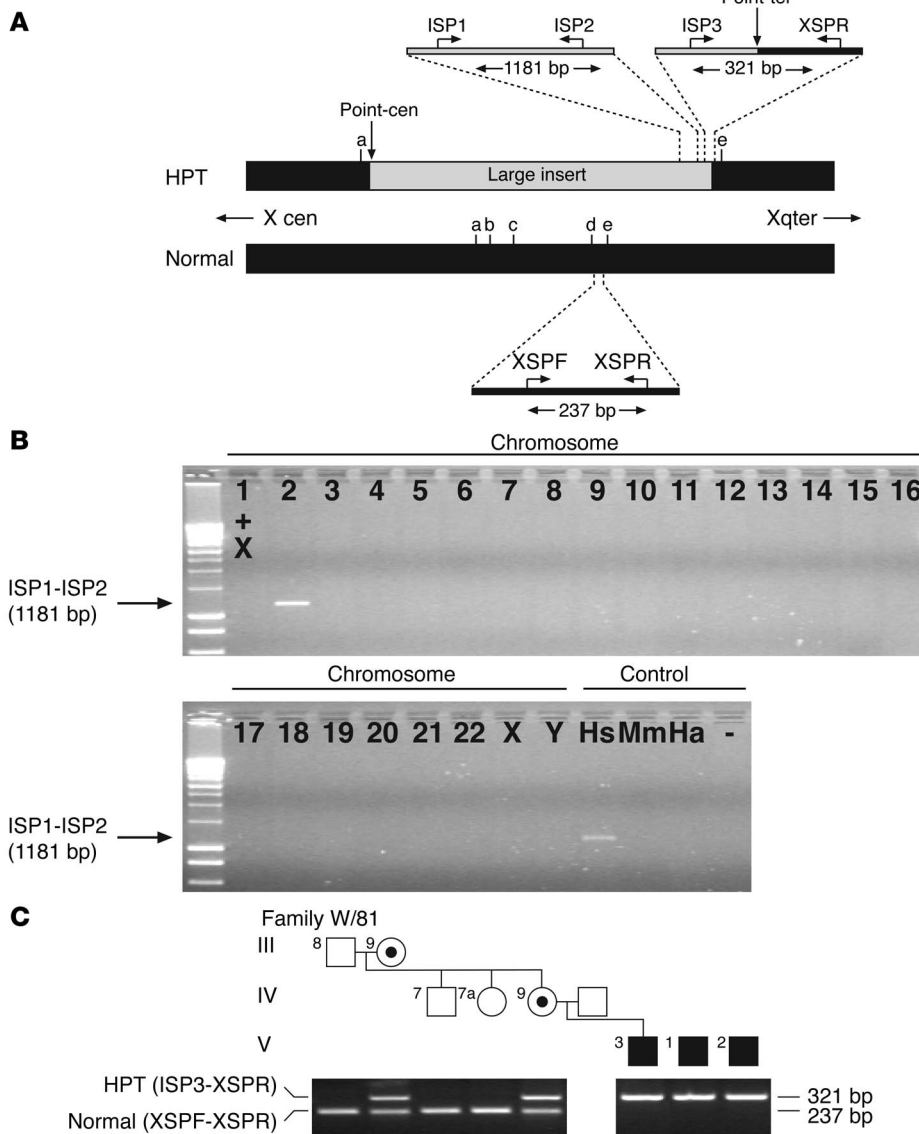 A
ISP1 ISP2 ISP3 XSPR
1181 bp 321 bp
Point-cen
a e
HPT Large insert
X cen Xqter
a b c d e
Normal
XSPF XSPR
237 bp
B
Chromosome
1 2 3 4 5 6 7 8 9 10 11 12 13 14 15 16
+
X
ISP1-ISP2
(1181 bp)
Chromosome Control
17 18 19 20 21 22 X Y Hs Mm Ha -
ISP1-ISP2
(1181 bp)
C
Family W/81
III 8 9
IV 7 7a 9
V 3 1 2
HPT (ISP3-XSPR) 321 bp
Normal (XSPF-XSPR) 237 bp